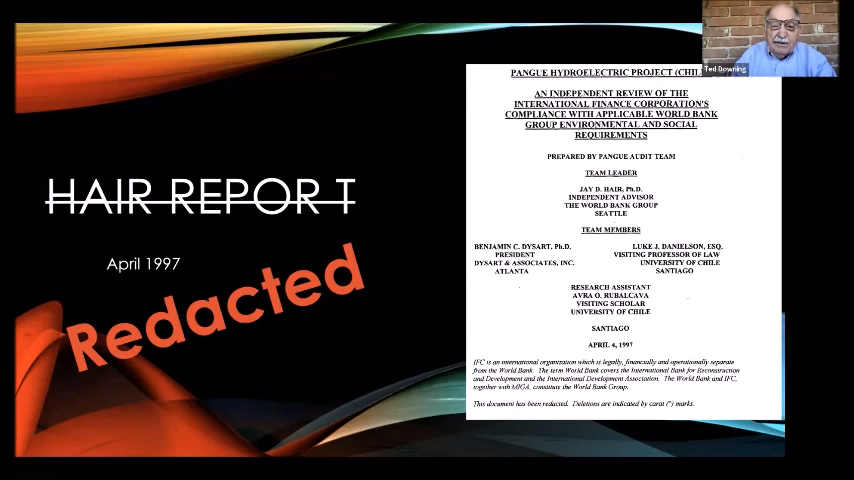 Ted Downing
HAIR REPORT
April 1997
Redacted
PANGUE HYDROELECTRIC PROJECT (CHIL
AN INDEPENDENT REVIEW OF THE
INTERNATIONAL FINANCE CORPORATION'S
COMPLIANCE WITH APPLICABLE WORLD BANK
GROUP ENVIRONMENTAL AND SOCIAL
REQUIREMENTS
PREPARED BY PANGUE AUDIT TEAM
TEAM LEADER
JAY D. HAIR, Ph.D.
INDEPENDENT ADVISOR
THE WORLD BANK GROUP
SEATTLE
TEAM MEMBERS
BENJAMIN C. DYSART, Ph.D.
PRESIDENT
DYSART & ASSOCIATES, INC.
ATLANTA
LUKE J. DANIELSON, ESQ.
VISITING PROFESSOR OF LAW
UNIVERSITY OF CHILE
SANTIAGO
RESEARCH ASSISTANT
AVRA O. RUBALCAVA
VISITING SCHOLAR
UNIVERSITY OF CHILE
SANTIAGO
APRIL 4, 1997
IFC is an international organization which is legally, financially and operationally separate
from the World Bank. The term World Bank covers the International Bank for Reconstruction
and Development and the International Development Association. The World Bank and IFC,
together with MIGA, constitute the World Bank Group.
This document has been redacted. Deletions are indicated by carat (^) marks.